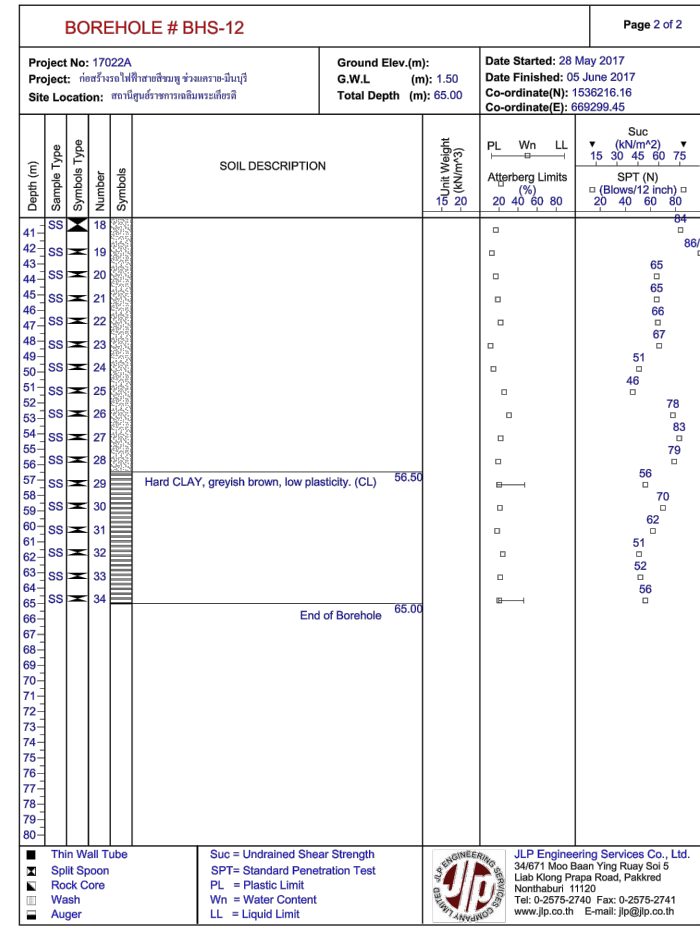 BOREHOLE # BHS-12
Page 2 of 2
Project No: 17022A
Project: ก่อสร้างรถไฟฟ้าสายสีชมพู ช่วงแคราย-มีนบุรี
Site Location: สถานีศูนย์ราชการเฉลิมพระเกียรติ
Ground Elev.(m):
G.W.L (m): 1.50
Total Depth (m): 65.00
Date Started: 28 May 2017
Date Finished: 05 June 2017
Co-ordinate(N): 1536216.16
Co-ordinate(E): 669299.45
Depth (m)
Sample Type
Symbols Type
Number
Symbols
SOIL DESCRIPTION
Unit Weight
(kN/m^3)
15 20
PL Wn LL
Atterberg Limits
(%)
20 40 60 80
Suc
(kN/m^2)
15 30 45 60 75
SPT (N)
(Blows/12 inch)
20 40 60 80
SS 18 84
41
42 SS 19 86/
43
44 SS 20 65
45 SS 21 65
46
47 SS 22 66
48 SS 23 67
49
50 SS 24 51
51 SS 25 46
52
53 SS 26 78
54 SS 27 83
55
56 SS 28 79
57 SS 29 Hard CLAY, greyish brown, low plasticity. (CL) 56.50 56
58
59 SS 30 70
60 SS 31 62
61
62 SS 32 51
63 SS 33 52
64
65 SS 34 65.00 56
66 End of Borehole
67
68
69
70
71
72
73
74
75
76
77
78
79
80
Thin Wall Tube
Split Spoon
Rock Core
Wash
Auger
Suc = Undrained Shear Strength
SPT= Standard Penetration Test
PL = Plastic Limit
Wn = Water Content
LL = Liquid Limit
JLP ENGINEERING SERVICES COMPANY LIMITED
Jlp
JLP Engineering Services Co., Ltd.
34/671 Moo Baan Ying Ruay Soi 5
Liab Klong Prapa Road, Pakkred
Nonthaburi 11120
Tel: 0-2575-2740 Fax: 0-2575-2741
www.jlp.co.th E-mail: jlp@jlp.co.th